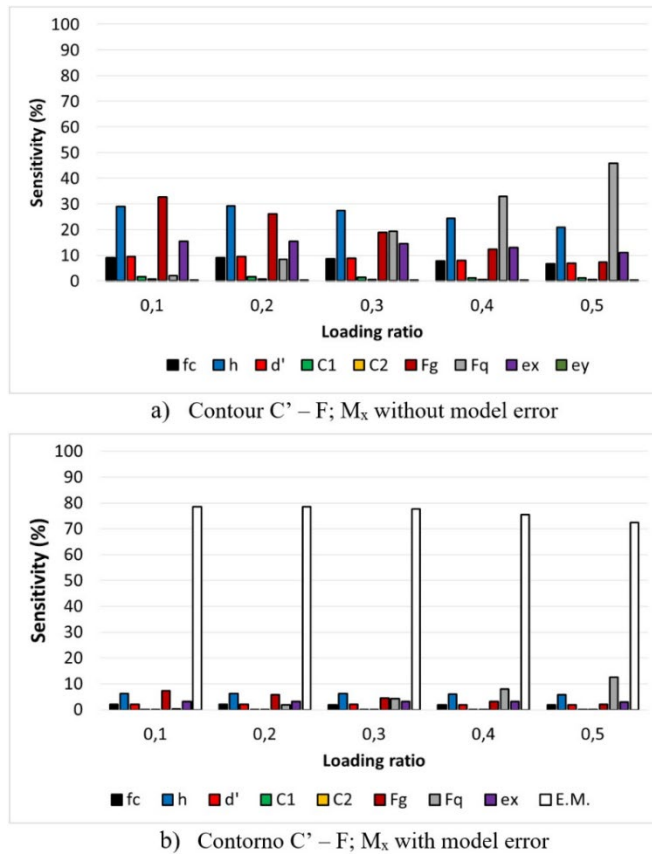 100
90
80
70
60
50
40
30
20
10
0
Sensitivity (%)
0,1 0,2 0,3 0,4 0,5
Loading ratio
fc h d' C1 C2 Fg Fq ex ey
a) Contour C’ – F; Mx without model error
100
90
80
70
60
50
40
30
20
10
0
Sensitivity (%)
0,1 0,2 0,3 0,4 0,5
Loading ratio
fc h d' C1 C2 Fg Fq ex E.M.
b) Contorno C’ – F; Mx with model error